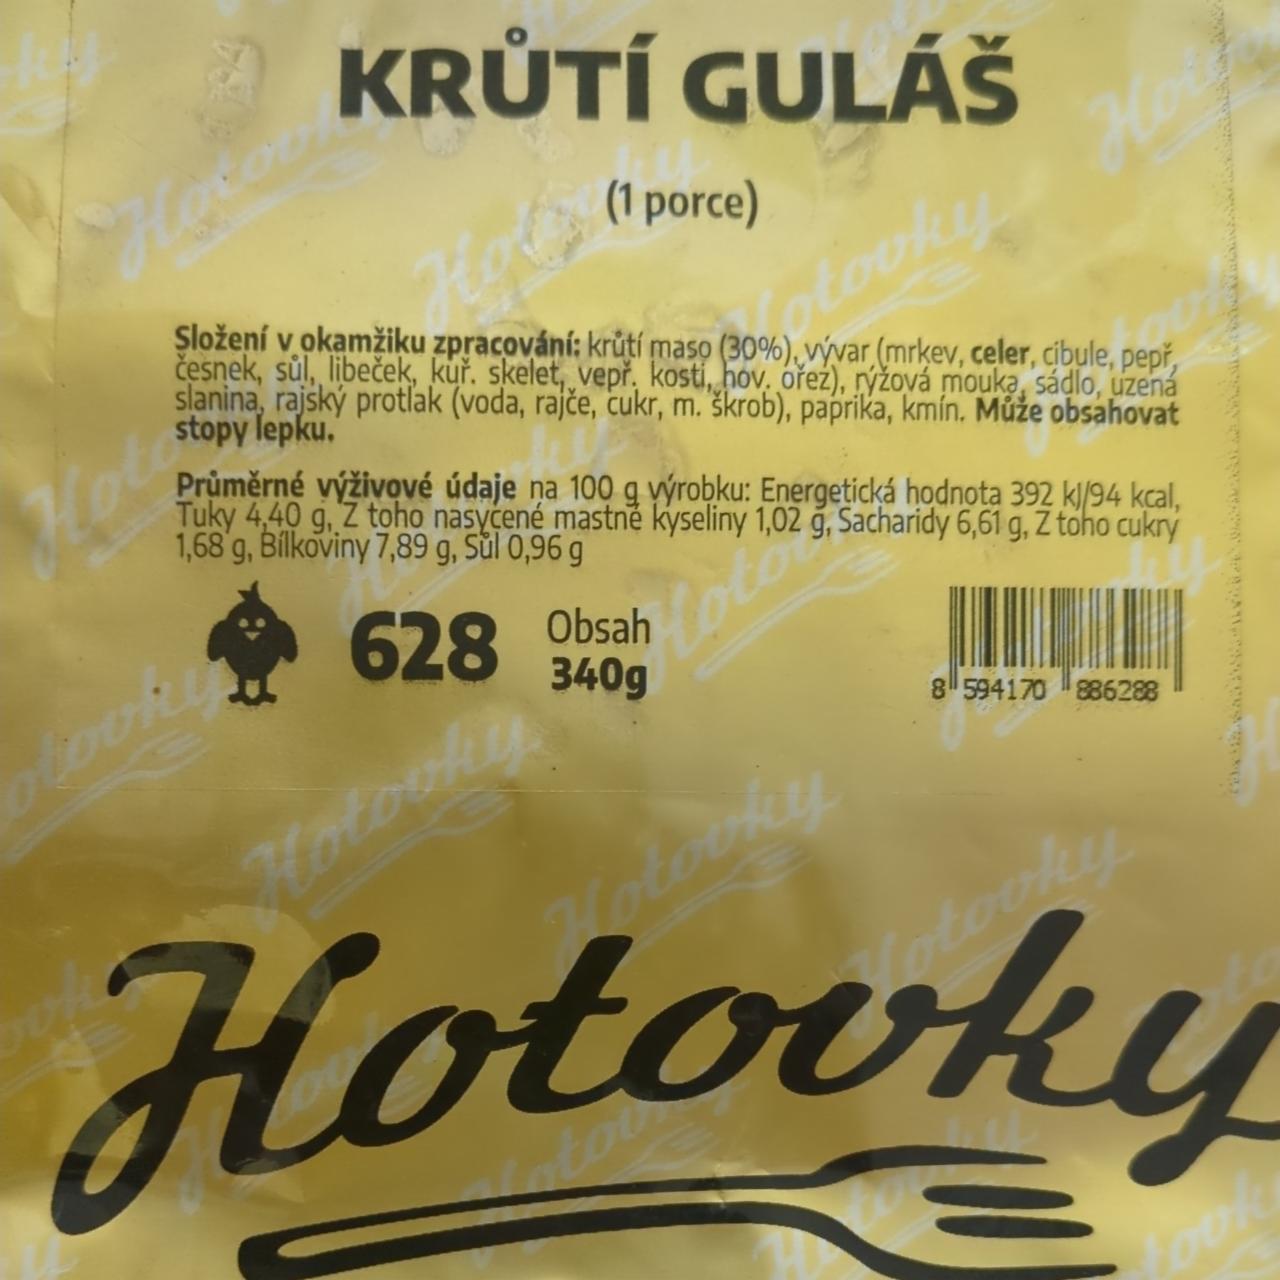 KRŮTÍ GULÁŠ
(1 porce)
Složení v okamžiku zpracování: krůtí maso (30%), vývar (mrkev, celer, cibule, pepř,
česnek, sůl, libeček, kuř. skelet, vepř. kosti, hov. ořez), rýžová mouka, sádlo, uzená
slanina, rajský protlak (voda, rajče, cukr, m. škrob), paprika, kmín. Může obsahovat
stopy lepku.
Průměrné výživové údaje na 100 g výrobku: Energetická hodnota 392 kJ/94 kcal,
Tuky 4,40 g, Z toho nasycené mastné kyseliny 1,02 g, Sacharidy 6,61 g, Z toho cukry
1,68 g, Bílkoviny 7,89 g, Sůl 0,96 g
628
Obsah
340g
8 594170 886288
Hotovky